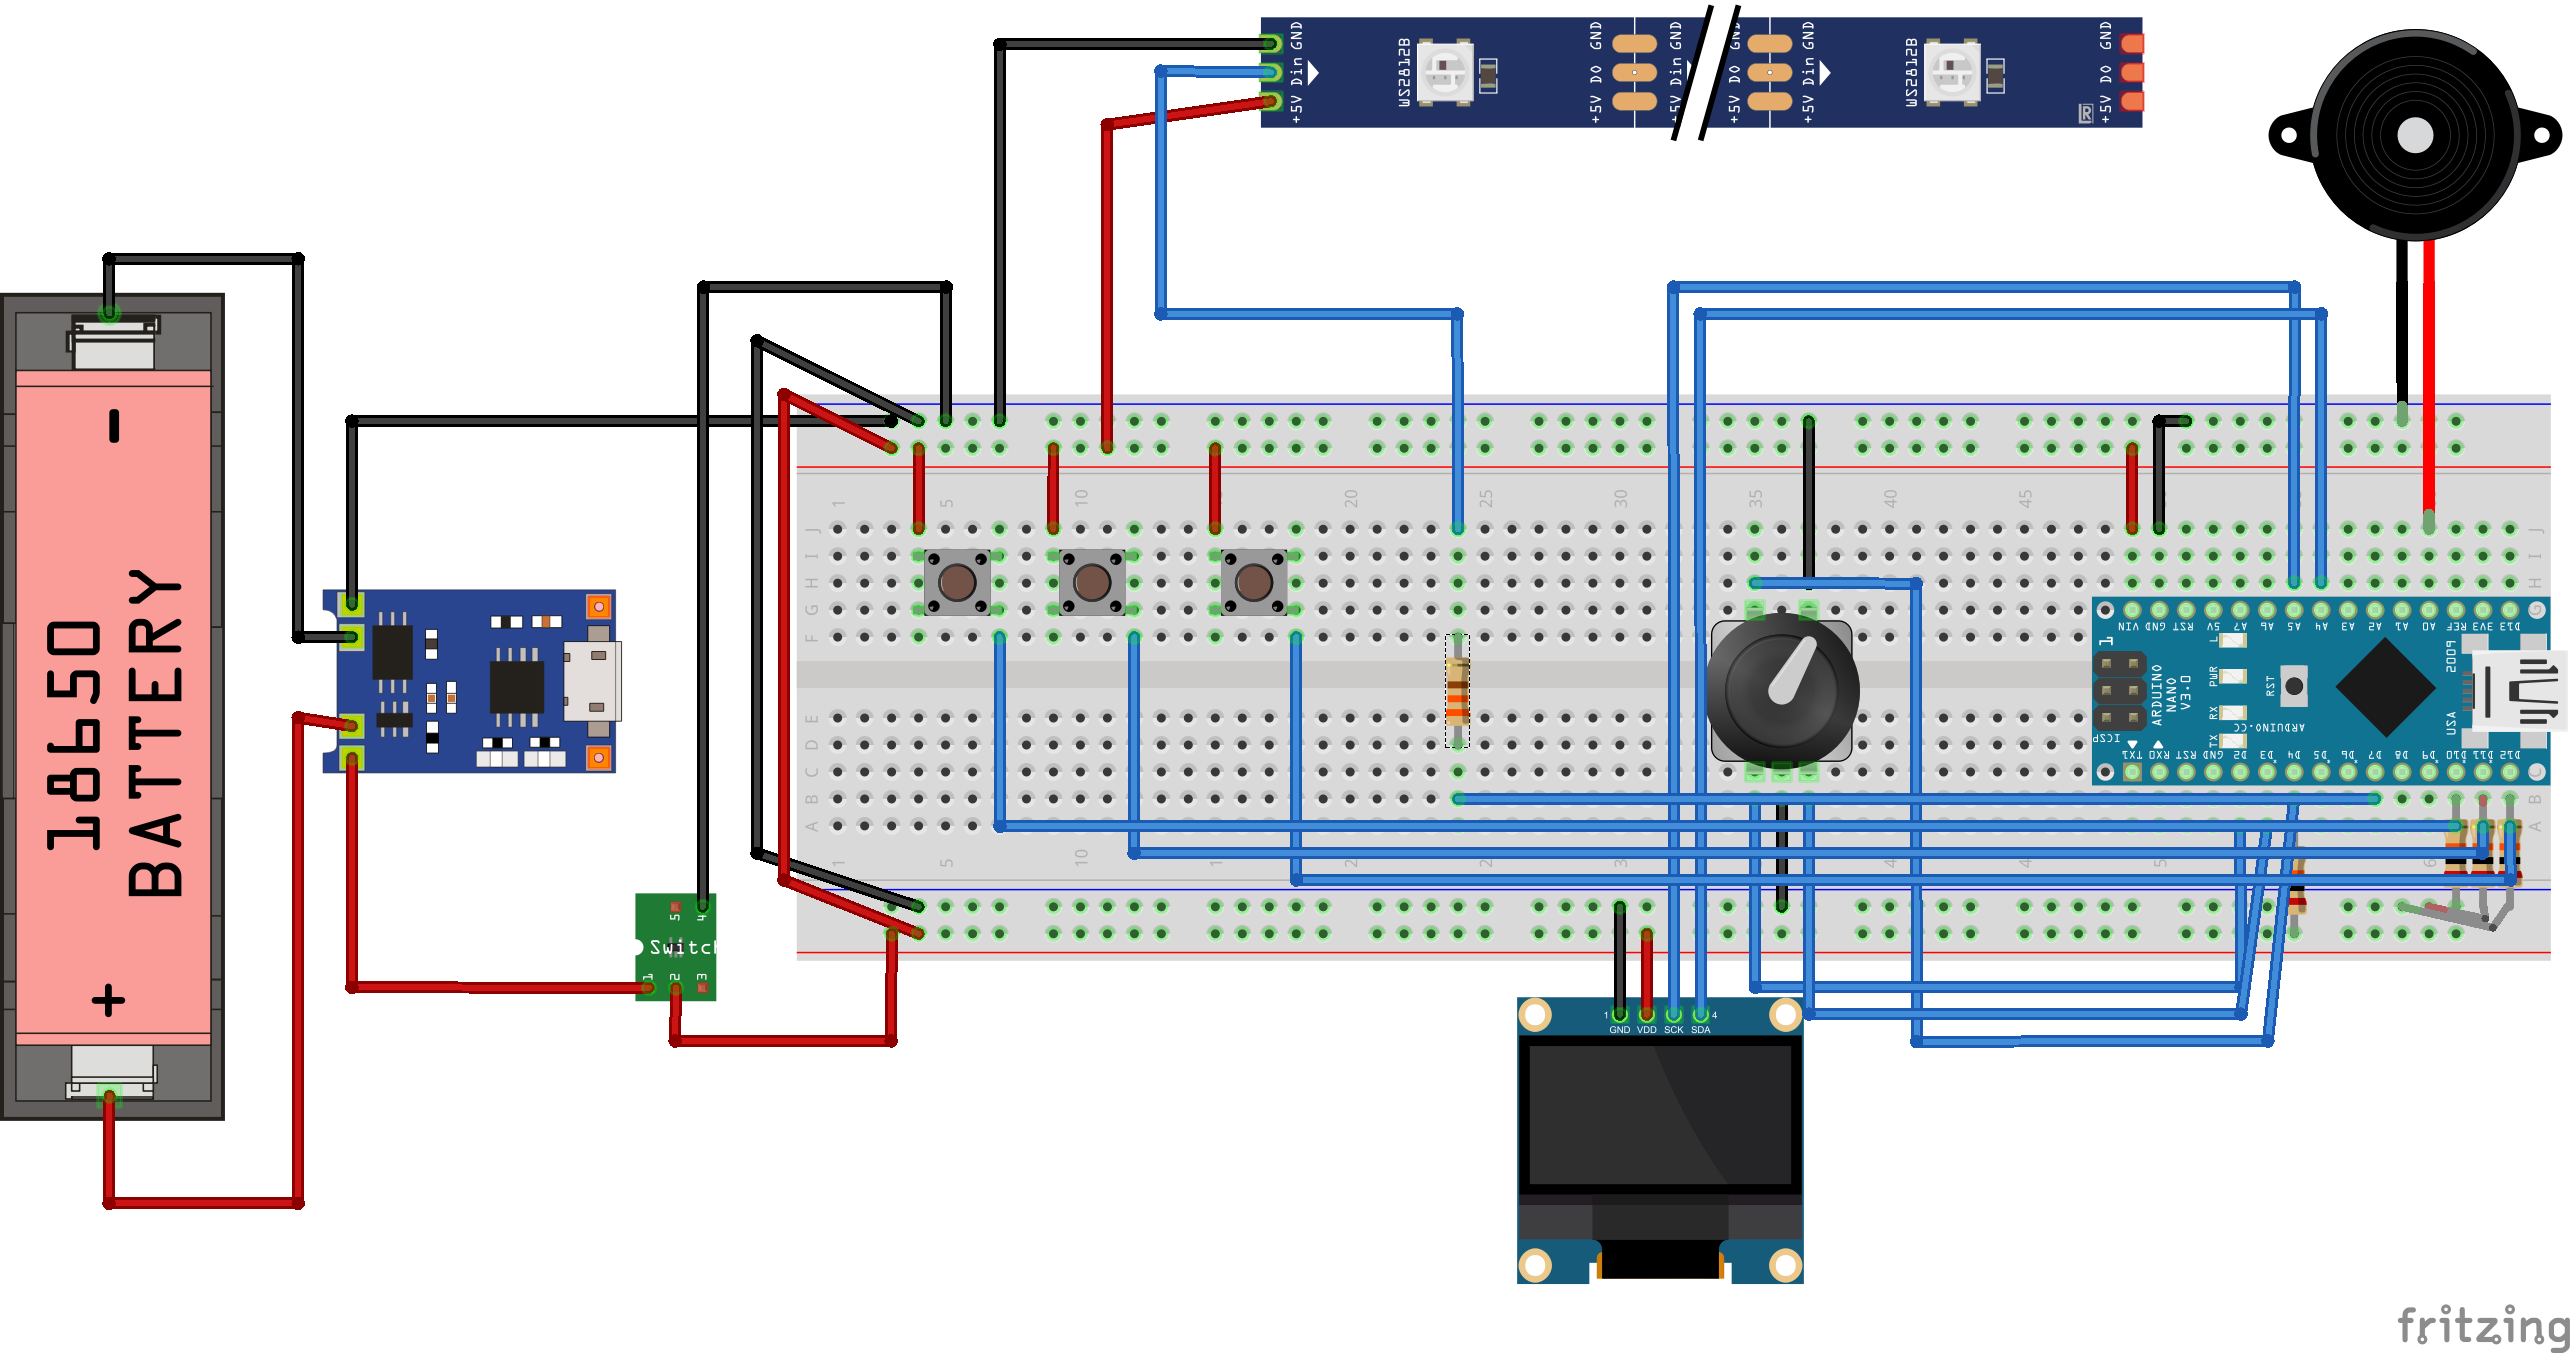 GND
Din
+5V
WS2812B
GND
DO
+5V
GND
Din
+5V
GND
DO
+5V
GND
Din
+5V
WS2812B
R
GND
DO
+5V
-
18650
BATTERY
+
1
5
10
20
25
30
35
40
45
J
I
H
G
F
E
D
C
B
A
1
5
10
J
I
H
G
C
B
A
VIN GND RST 5V A7 A6 A5 A4 A3 A2 A1 A0 REF 3V3 D13
1
ICSP
ARDUINO
NANO
V3.0
L
PWR
RX
TX
RST
ARDUINO.CC
USA
TX1 RX0 RST GND D2 D3 D4 D5 D6 D7 D8 D9 D10 D11 D12
5
4
Switch
1
2
3
1
4
GND VDD SCK SDA
fritzing